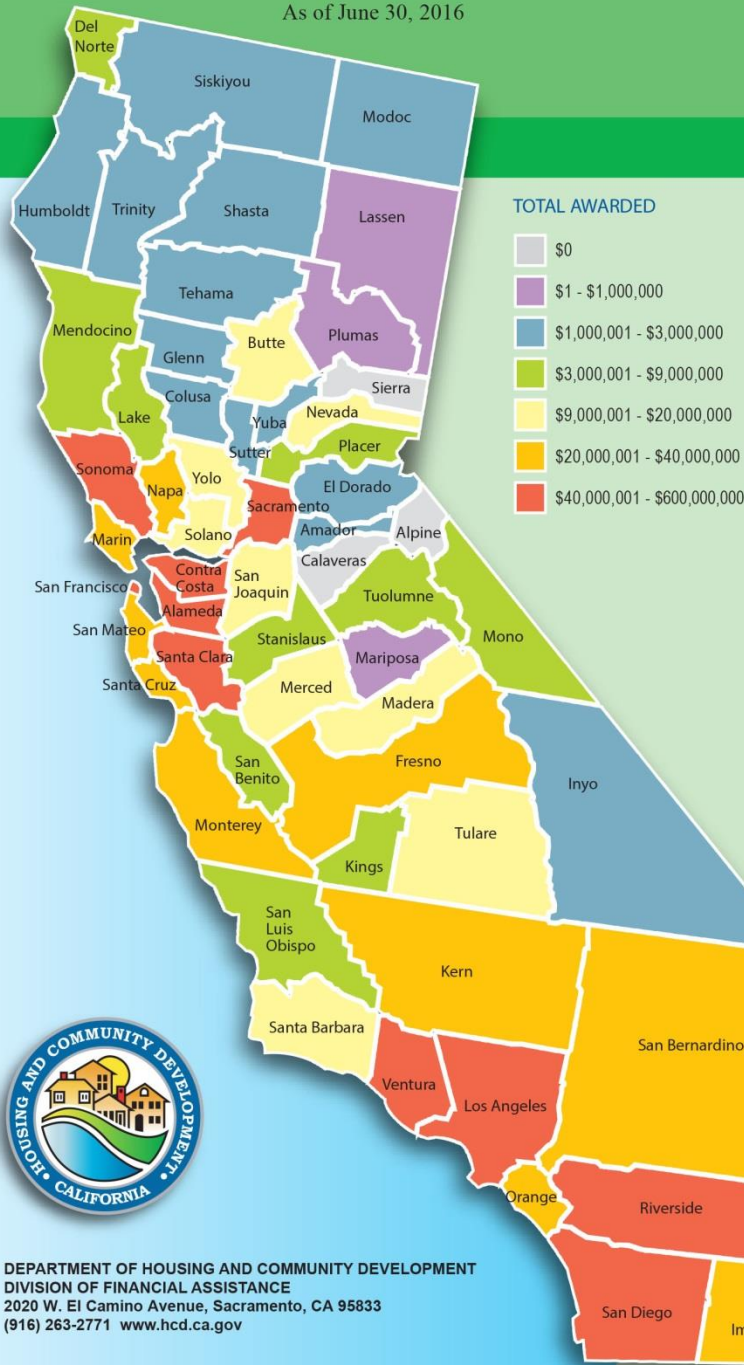 As of June 30, 2016
Del
Norte
Siskiyou
Modoc
Humboldt
Trinity
Shasta
Lassen
TOTAL AWARDED
$0
$1 - $1,000,000
$1,000,001 - $3,000,000
$3,000,001 - $9,000,000
$9,000,001 - $20,000,000
$20,000,001 - $40,000,000
$40,000,001 - $600,000,000
Tehama
Mendocino
Glenn
Butte
Plumas
Colusa
Lake
Sierra
Yuba
Nevada
Sutter
Placer
Sonoma
Napa
Yolo
Sacramento
El Dorado
Marin
Solano
Amador
Alpine
Calaveras
San Francisco
Contra
Costa
San
Joaquin
Alameda
Tuolumne
San Mateo
Santa Clara
Stanislaus
Mono
Mariposa
Santa Cruz
Merced
Madera
San
Benito
Fresno
Inyo
Monterey
Tulare
Kings
San
Luis
Obispo
Kern
Santa Barbara
San Bernardino
Ventura
Los Angeles
Orange
Riverside
San Diego
Im
HOUSING AND COMMUNITY DEVELOPMENT
CALIFORNIA
DEPARTMENT OF HOUSING AND COMMUNITY DEVELOPMENT
DIVISION OF FINANCIAL ASSISTANCE
2020 W. El Camino Avenue, Sacramento, CA 95833
(916) 263-2771 www.hcd.ca.gov